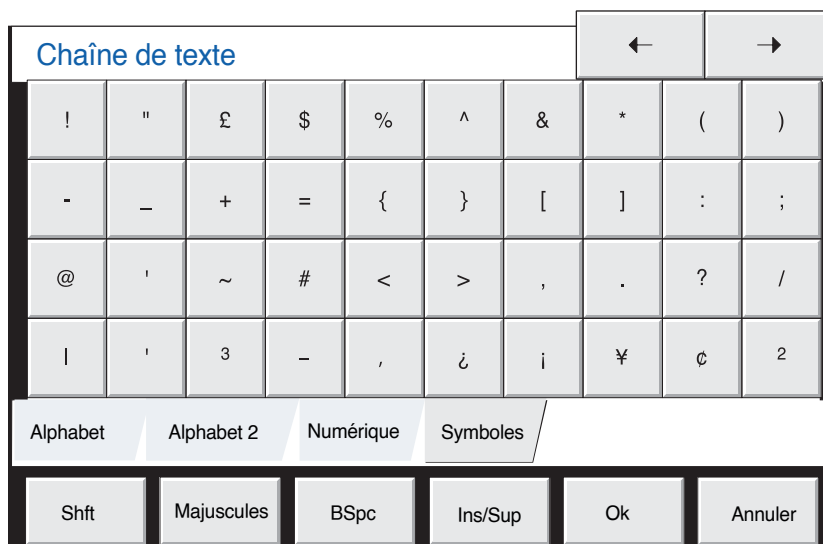 Chaîne de texte ← →
! " £ $ % ^ & * ( )
- _ + = { } [ ] : ;
@ ' ~ # < > , . ? /
| ' ³ – , ¿ ¡ ¥ ¢ ²
Alphabet Alphabet 2 Numérique Symboles
Shft Majuscules BSpc Ins/Sup Ok Annuler